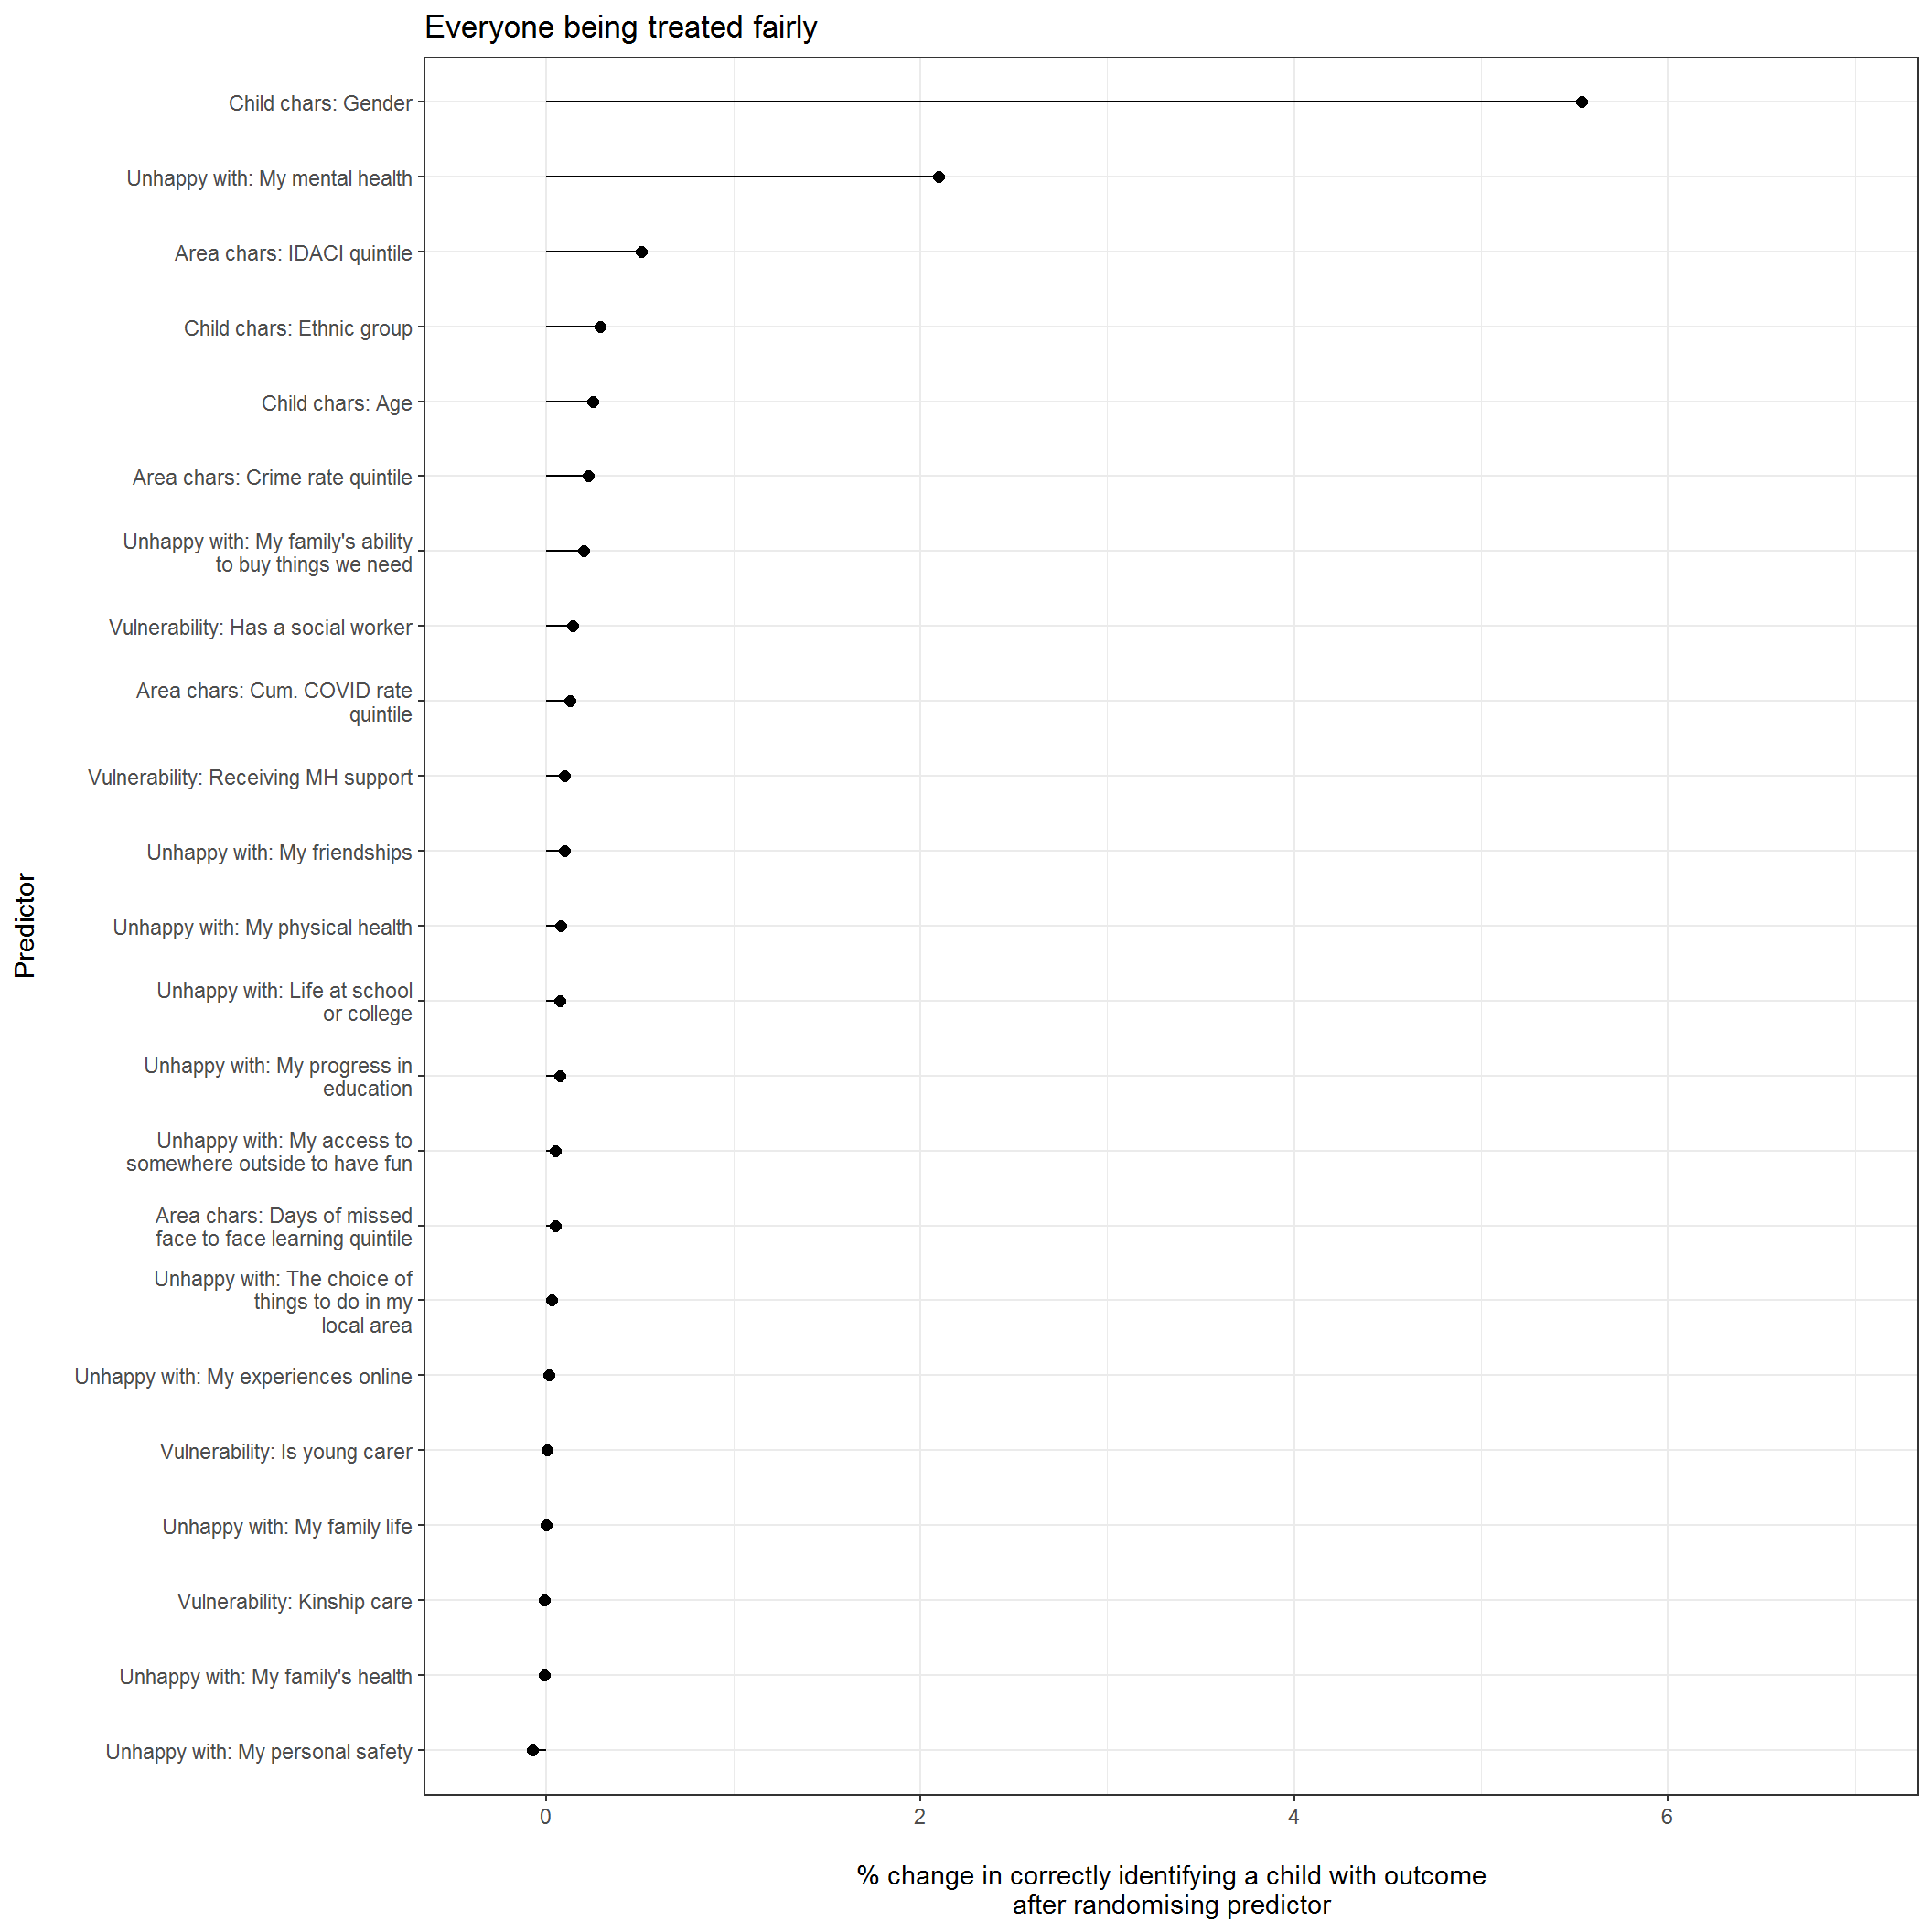 Everyone being treated fairly
Child chars: Gender
Unhappy with: My mental health
Area chars: IDACI quintile
Child chars: Ethnic group
Child chars: Age
Area chars: Crime rate quintile
Unhappy with: My family's ability
to buy things we need
Vulnerability: Has a social worker
Area chars: Cum. COVID rate
quintile
Vulnerability: Receiving MH support
Unhappy with: My friendships
Unhappy with: My physical health
Unhappy with: Life at school
or college
Unhappy with: My progress in
education
Unhappy with: My access to
somewhere outside to have fun
Area chars: Days of missed
face to face learning quintile
Unhappy with: The choice of
things to do in my
local area
Unhappy with: My experiences online
Vulnerability: Is young carer
Unhappy with: My family life
Vulnerability: Kinship care
Unhappy with: My family's health
Unhappy with: My personal safety
Predictor
0 2 4 6
% change in correctly identifying a child with outcome
after randomising predictor